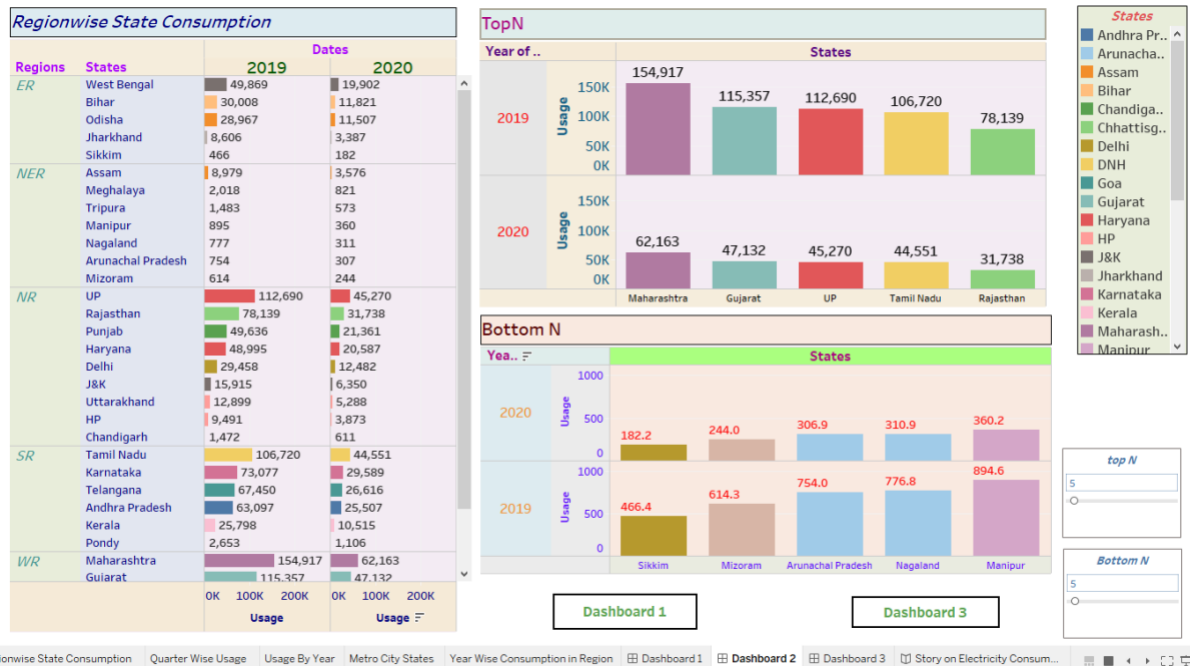 Regionwise State Consumption
Dates
Regions States 2019 2020
ER West Bengal 49,869 19,902
Bihar 30,008 11,821
Odisha 28,967 11,507
Jharkhand 8,606 3,387
Sikkim 466 182
NER Assam 8,979 3,576
Meghalaya 2,018 821
Tripura 1,483 573
Manipur 895 360
Nagaland 777 311
Arunachal Pradesh 754 307
Mizoram 614 244
NR UP 112,690 45,270
Rajasthan 78,139 31,738
Punjab 49,636 21,361
Haryana 48,995 20,587
Delhi 29,458 12,482
J&K 15,915 6,350
Uttarakhand 12,899 5,288
HP 9,491 3,873
Chandigarh 1,472 611
SR Tamil Nadu 106,720 44,551
Karnataka 73,077 29,589
Telangana 67,450 26,616
Andhra Pradesh 63,097 25,507
Kerala 25,798 10,515
Pondy 2,653 1,106
WR Maharashtra 154,917 62,163
Gujarat 115,357 47,132
0K 100K 200K 0K 100K 200K
Usage Usage
TopN
Year of .. States
2019
Usage
150K
100K
50K
0K
154,917 115,357 112,690 106,720 78,139
2020
Usage
150K
100K
50K
0K
62,163 47,132 45,270 44,551 31,738
Maharashtra Gujarat UP Tamil Nadu Rajasthan
Bottom N
Yea.. States
2020
Usage
1000
500
0
182.2 244.0 306.9 310.9 360.2
2019
Usage
1000
500
0
466.4 614.3 754.0 776.8 894.6
Sikkim Mizoram Arunachal Pradesh Nagaland Manipur
Dashboard 1 Dashboard 3
States
Andhra Pr..
Arunacha..
Assam
Bihar
Chandiga..
Chhattisg..
Delhi
DNH
Goa
Gujarat
Haryana
HP
J&K
Jharkhand
Karnataka
Kerala
Maharash..
Manipur
top N
5
Bottom N
5
ionwise State Consumption Quarter Wise Usage Usage By Year Metro City States Year Wise Consumption in Region Dashboard 1 Dashboard 2 Dashboard 3 Story on Electricity Consum...